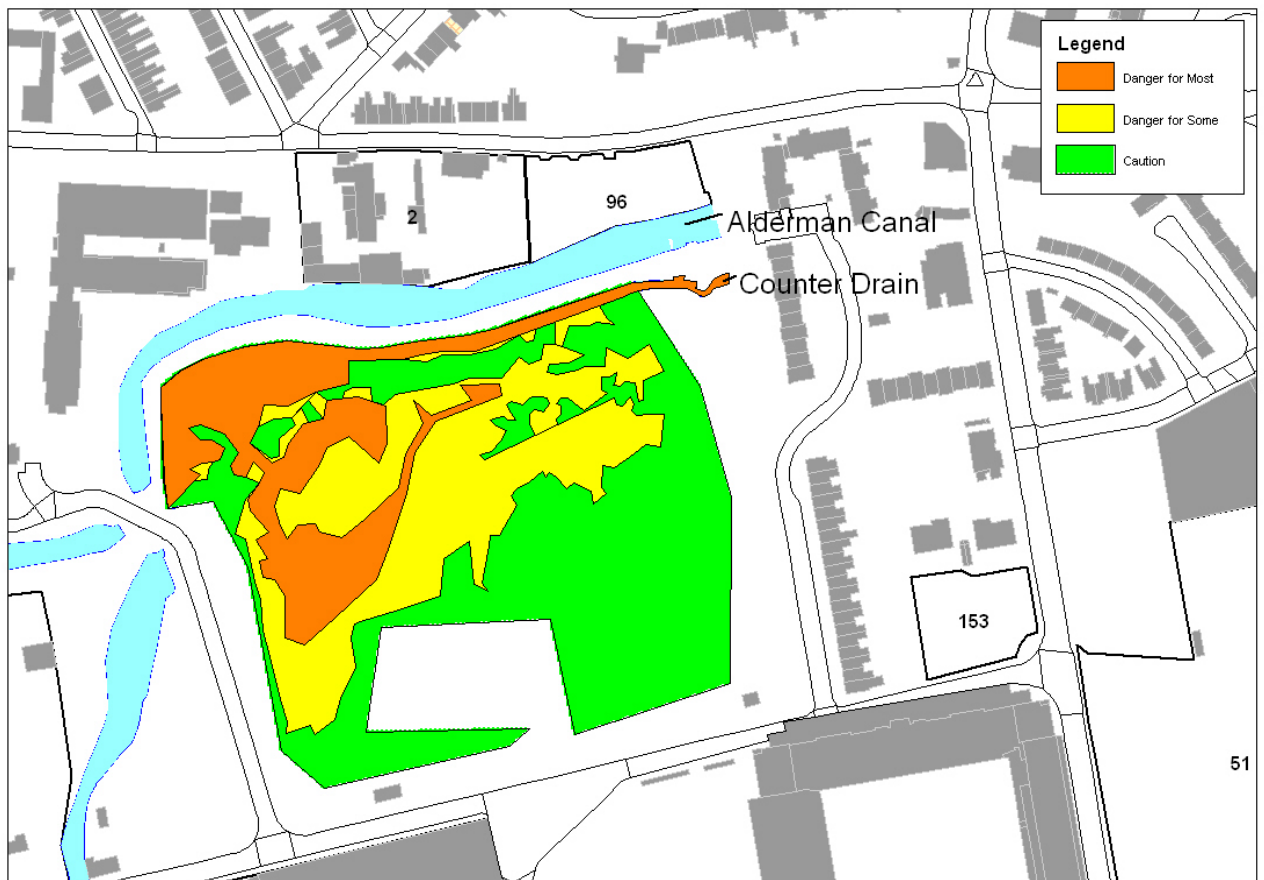 Legend
Danger for Most
Danger for Some
Caution
96
2
Alderman Canal
Counter Drain
153
51